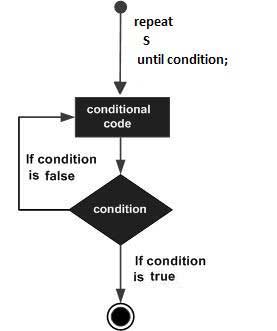 repeat
S
until condition;
conditional
code
If condition
is false
condition
If condition
is true